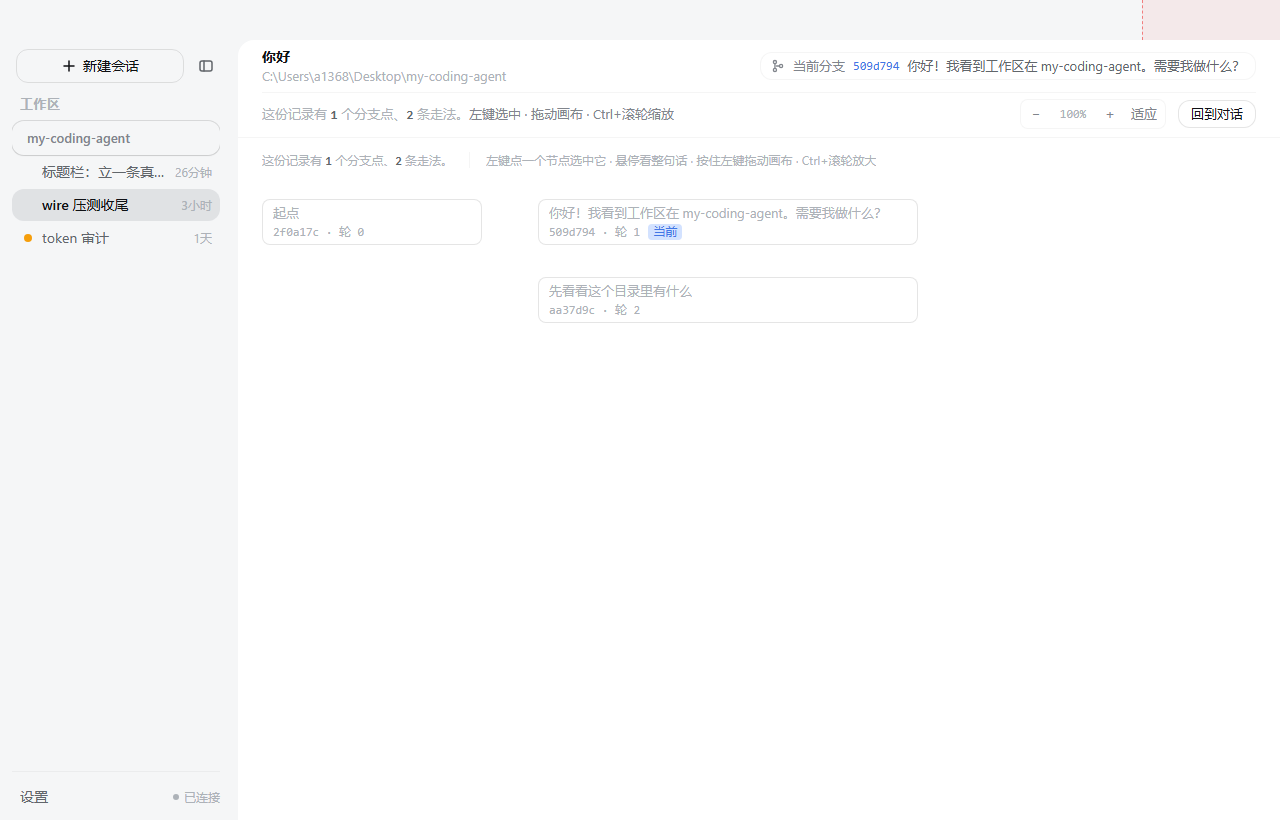 新建会话
工作区
my-coding-agent
标题栏：立一条真... 26分钟
wire 压测收尾 3小时
token 审计 1天
设置 已连接
你好
C:\Users\a1368\Desktop\my-coding-agent
当前分支 509d794 你好！我看到工作区在 my-coding-agent。需要我做什么?
这份记录有 1 个分支点、2 条走法。左键选中 · 拖动画布 · Ctrl+滚轮缩放
− 100% + 适应 回到对话
这份记录有 1 个分支点、2 条走法。 左键点一个节点选中它 · 悬停看整句话 · 按住左键拖动画布 · Ctrl+滚轮放大
起点
2f0a17c · 轮 0
你好！我看到工作区在 my-coding-agent。需要我做什么?
509d794 · 轮 1 当前
先看看这个目录里有什么
aa37d9c · 轮 2